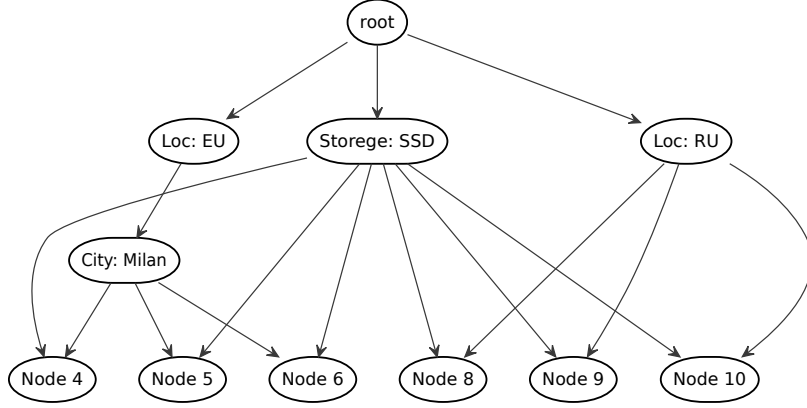 root
Loc: EU
Storege: SSD
Loc: RU
City: Milan
Node 4
Node 5
Node 6
Node 8
Node 9
Node 10